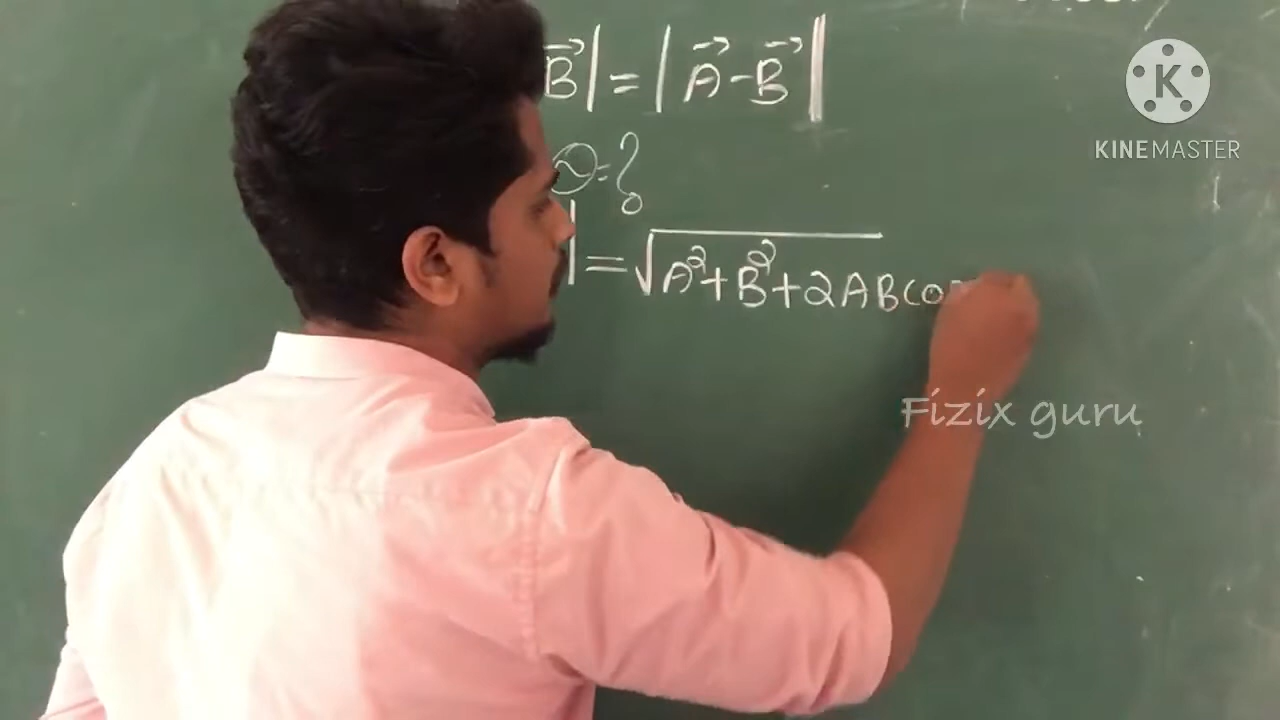 B⃗| = |A⃗ - B⃗|
K
KINEMASTER
θ = ?
| = √A² + B² + 2ABco
Fizix guru